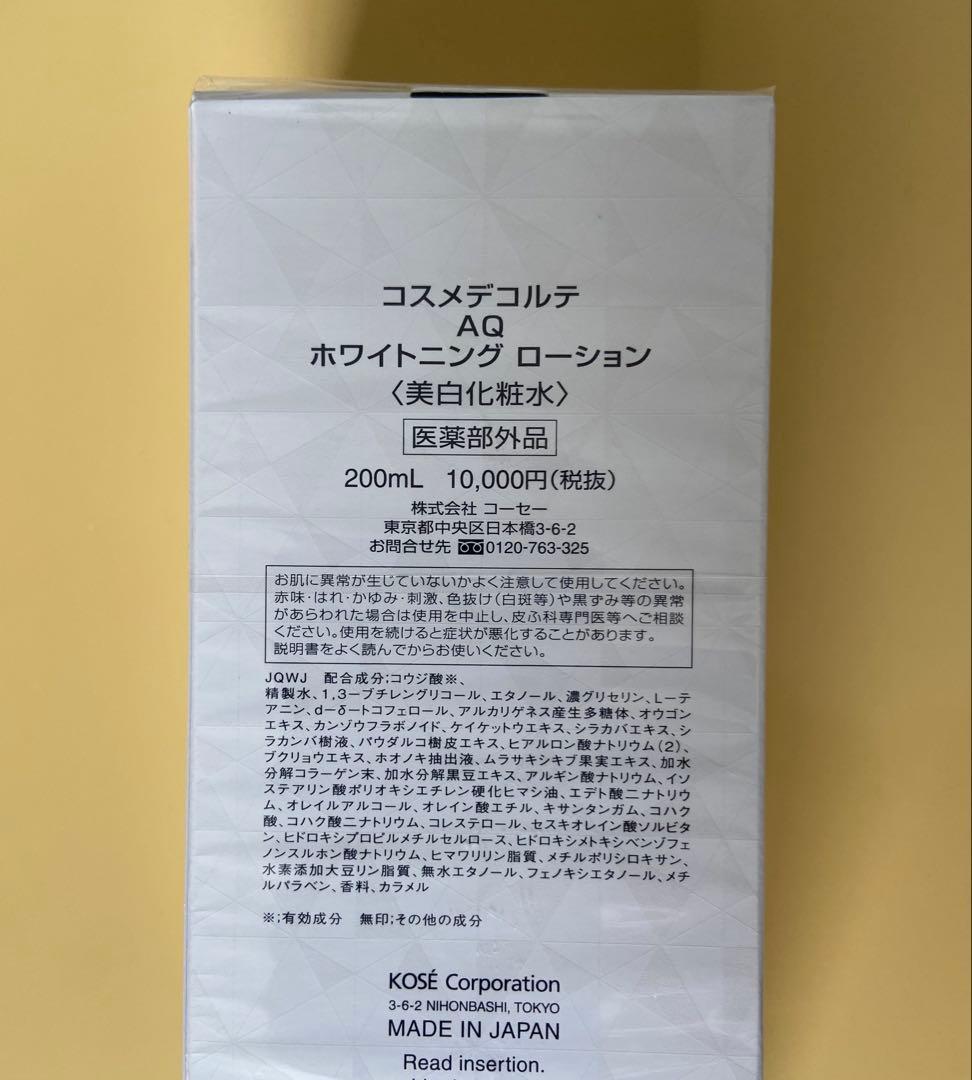 コスメデコルテ
AQ
ホワイトニング ローション
〈美白化粧水〉
医薬部外品
200mL 10,000円(税抜)
株式会社 コーセー
東京都中央区日本橋3-6-2
お問合せ先 0120-763-325
お肌に異常が生じていないかよく注意して使用してください。
赤味・はれ・かゆみ・刺激、色抜け(白斑等)や黒ずみ等の異常
があらわれた場合は使用を中止し、皮ふ科専門医等へご相談
ください。使用を続けると症状が悪化することがあります。
説明書をよく読んでからお使いください。
JQWJ 配合成分;コウジ酸※、
精製水、1,3−ブチレングリコール、エタノール、濃グリセリン、L−テ
アニン、d−δ−トコフェロール、アルカリゲネス産生多糖体、オウゴン
エキス、カンゾウフラボノイド、ケイケットウエキス、シラカバエキス、シ
ラカンバ樹液、パウダルコ樹皮エキス、ヒアルロン酸ナトリウム(2)、
ブクリョウエキス、ホオノキ抽出液、ムラサキシキブ果実エキス、加水
分解コラーゲン末、加水分解黒豆エキス、アルギン酸ナトリウム、イソ
ステアリン酸ポリオキシエチレン硬化ヒマシ油、エデト酸二ナトリウ
ム、オレイルアルコール、オレイン酸エチル、キサンタンガム、コハク
酸、コハク酸二ナトリウム、コレステロール、セスキオレイン酸ソルビタ
ン、ヒドロキシプロピルメチルセルロース、ヒドロキシメトキシベンゾフェ
ノンスルホン酸ナトリウム、ヒマワリリン脂質、メチルポリシロキサン、
水素添加大豆リン脂質、無水エタノール、フェノキシエタノール、メチ
ルパラベン、香料、カラメル
※;有効成分 無印;その他の成分
KOSÉ Corporation
3-6-2 NIHONBASHI, TOKYO
MADE IN JAPAN
Read insertion.